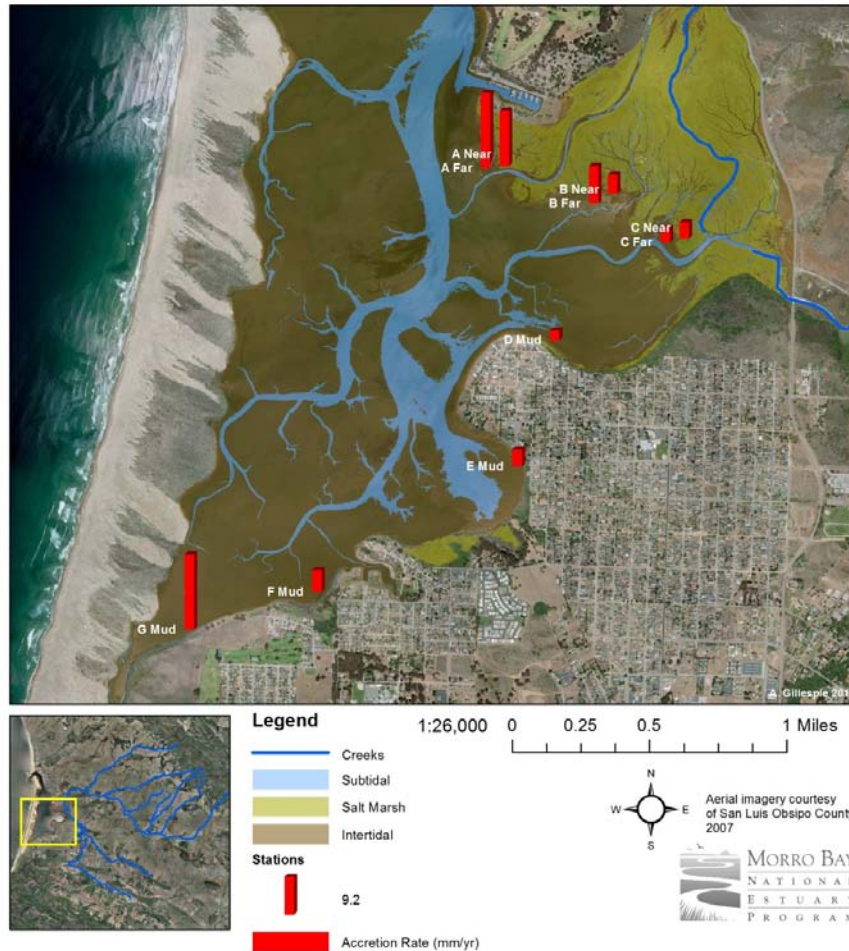 A Near
A Far
B Near
B Far
C Near
C Far
D Mud
E Mud
F Mud
G Mud
A Gillespie 201
Legend
Creeks
Subtidal
Salt Marsh
Intertidal
Stations
9.2
Accretion Rate (mm/yr)
1:26,000 0 0.25 0.5 1 Miles
N
W E
S
Aerial imagery courtesy
of San Luis Obsipo County
2007
MORRO BAY
NATIONAL
ESTUARY
PROGRAM